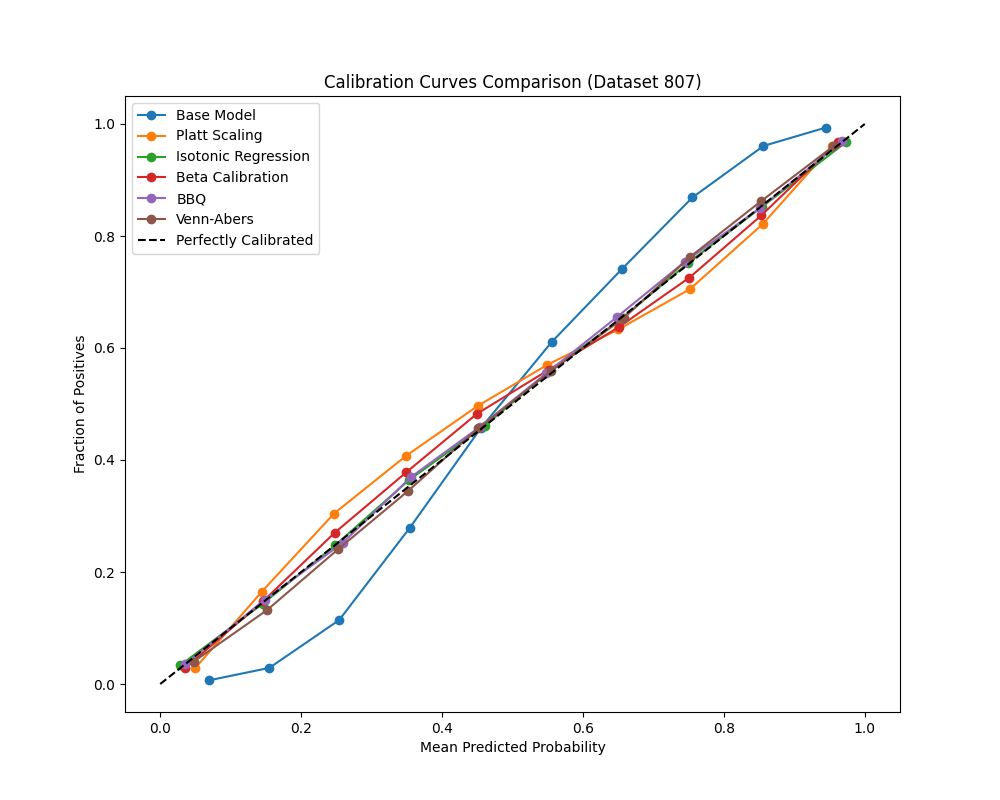 Calibration Curves Comparison (Dataset 807)
Base Model
Platt Scaling
Isotonic Regression
Beta Calibration
BBQ
Venn-Abers
Perfectly Calibrated
1.0
0.8
0.6
0.4
0.2
0.0
Fraction of Positives
0.0 0.2 0.4 0.6 0.8 1.0
Mean Predicted Probability